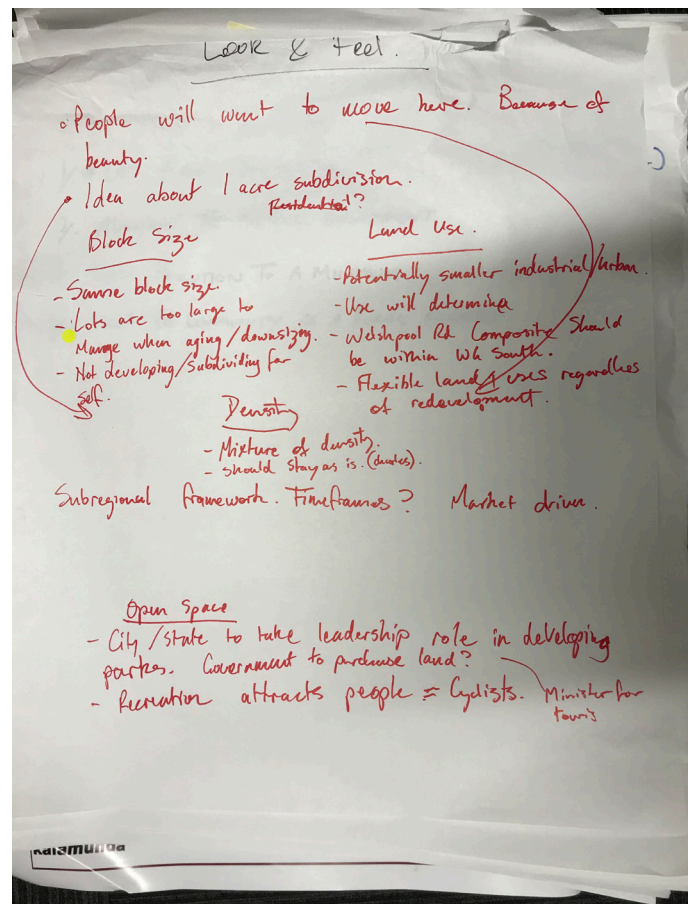 Look & Feel.
People will want to move here. Because of
beauty.
Idea about 1 acre subdivision.
Residential?
Block Size
- Same block size.
- Lots are too large to
Manage when aging/downsizing.
- Not developing/Subdividing for
self.
Land Use.
- Potentially smaller industrial/urban.
- Use will determine
- Welshpool Rd Composite should
be within WG South.
- Flexible land uses regardless
of redevelopment.
Density
- Mixture of density.
- Should stay as is.
Subregional framework. Timeframes? Market driven.
Open Space
- City/State to take leadership role in developing
parks. Government to purchase land?
- Recreation attracts people = Cyclists.
Minister for
touris
Kalamunda